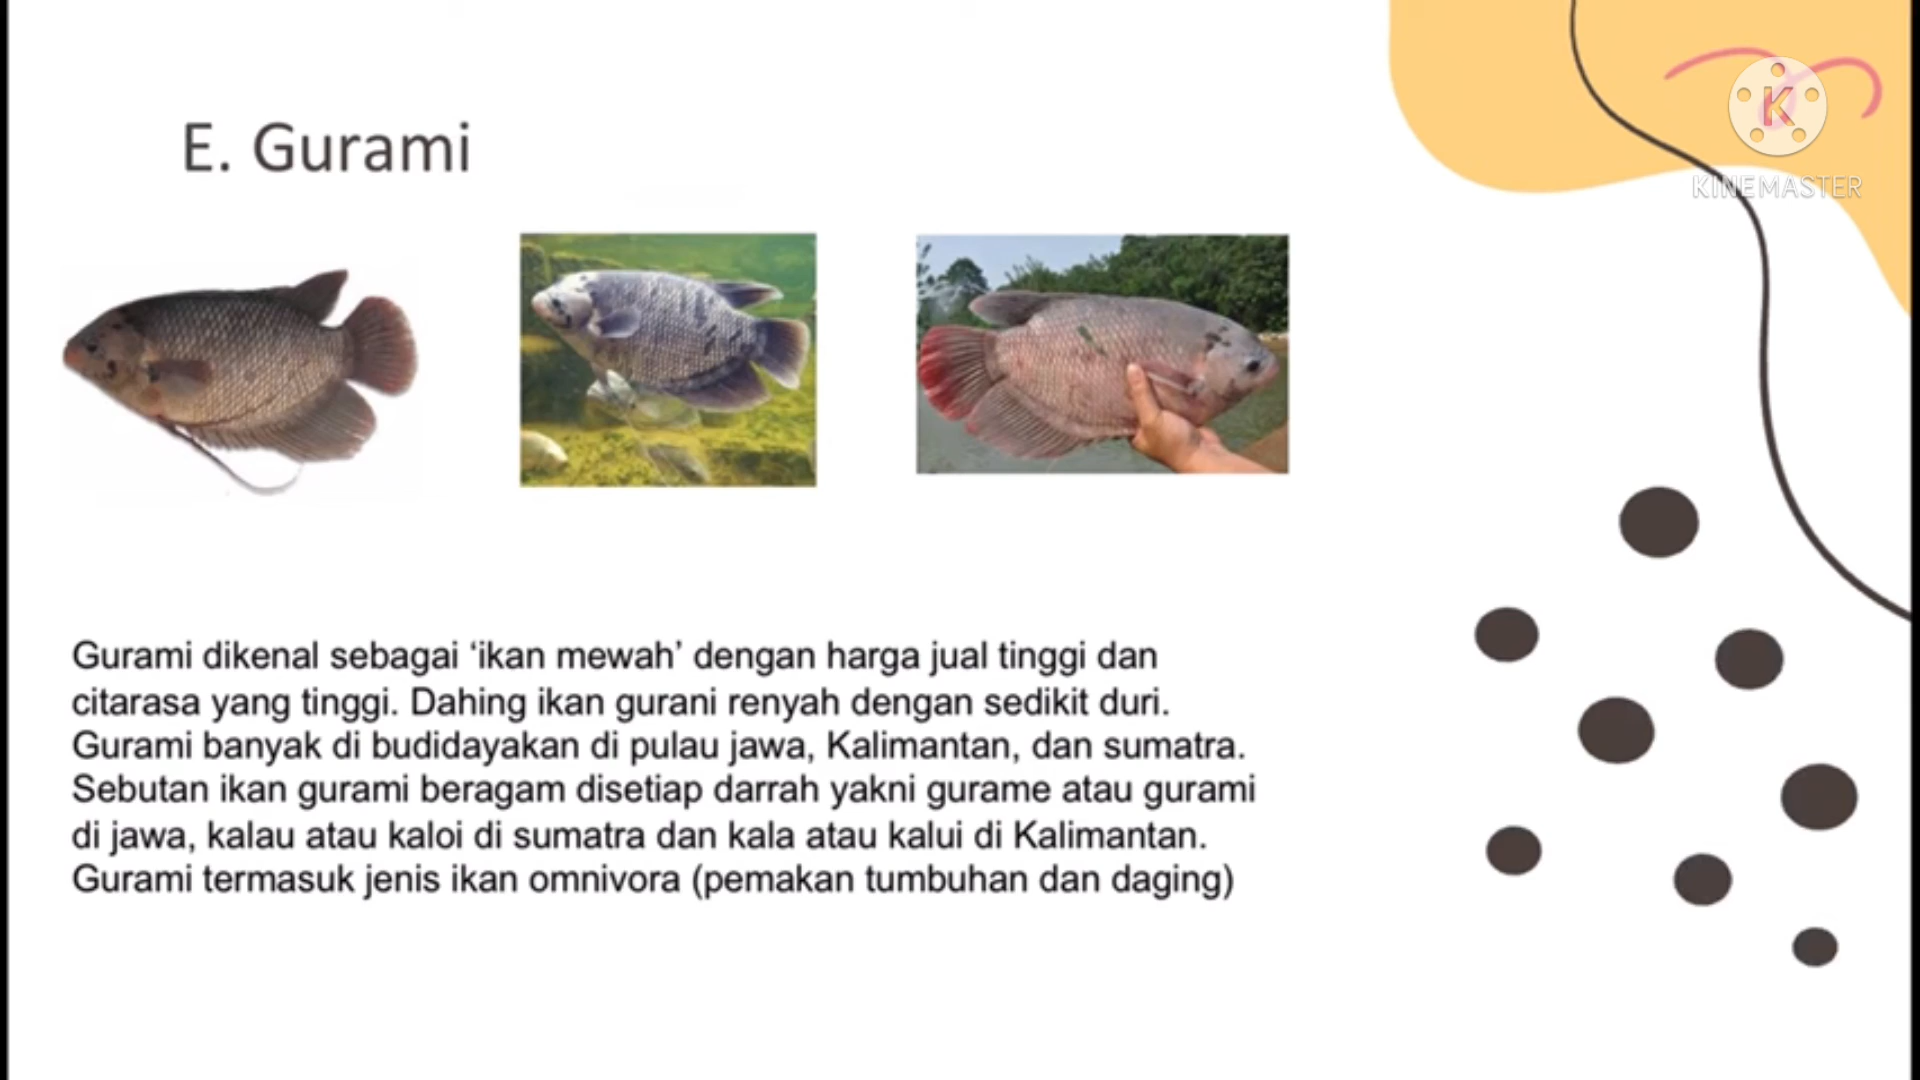 E. Gurami
K
KINEMASTER
Gurami dikenal sebagai ‘ikan mewah’ dengan harga jual tinggi dan
citarasa yang tinggi. Dahing ikan gurani renyah dengan sedikit duri.
Gurami banyak di budidayakan di pulau jawa, Kalimantan, dan sumatra.
Sebutan ikan gurami beragam disetiap darrah yakni gurame atau gurami
di jawa, kalau atau kaloi di sumatra dan kala atau kalui di Kalimantan.
Gurami termasuk jenis ikan omnivora (pemakan tumbuhan dan daging)